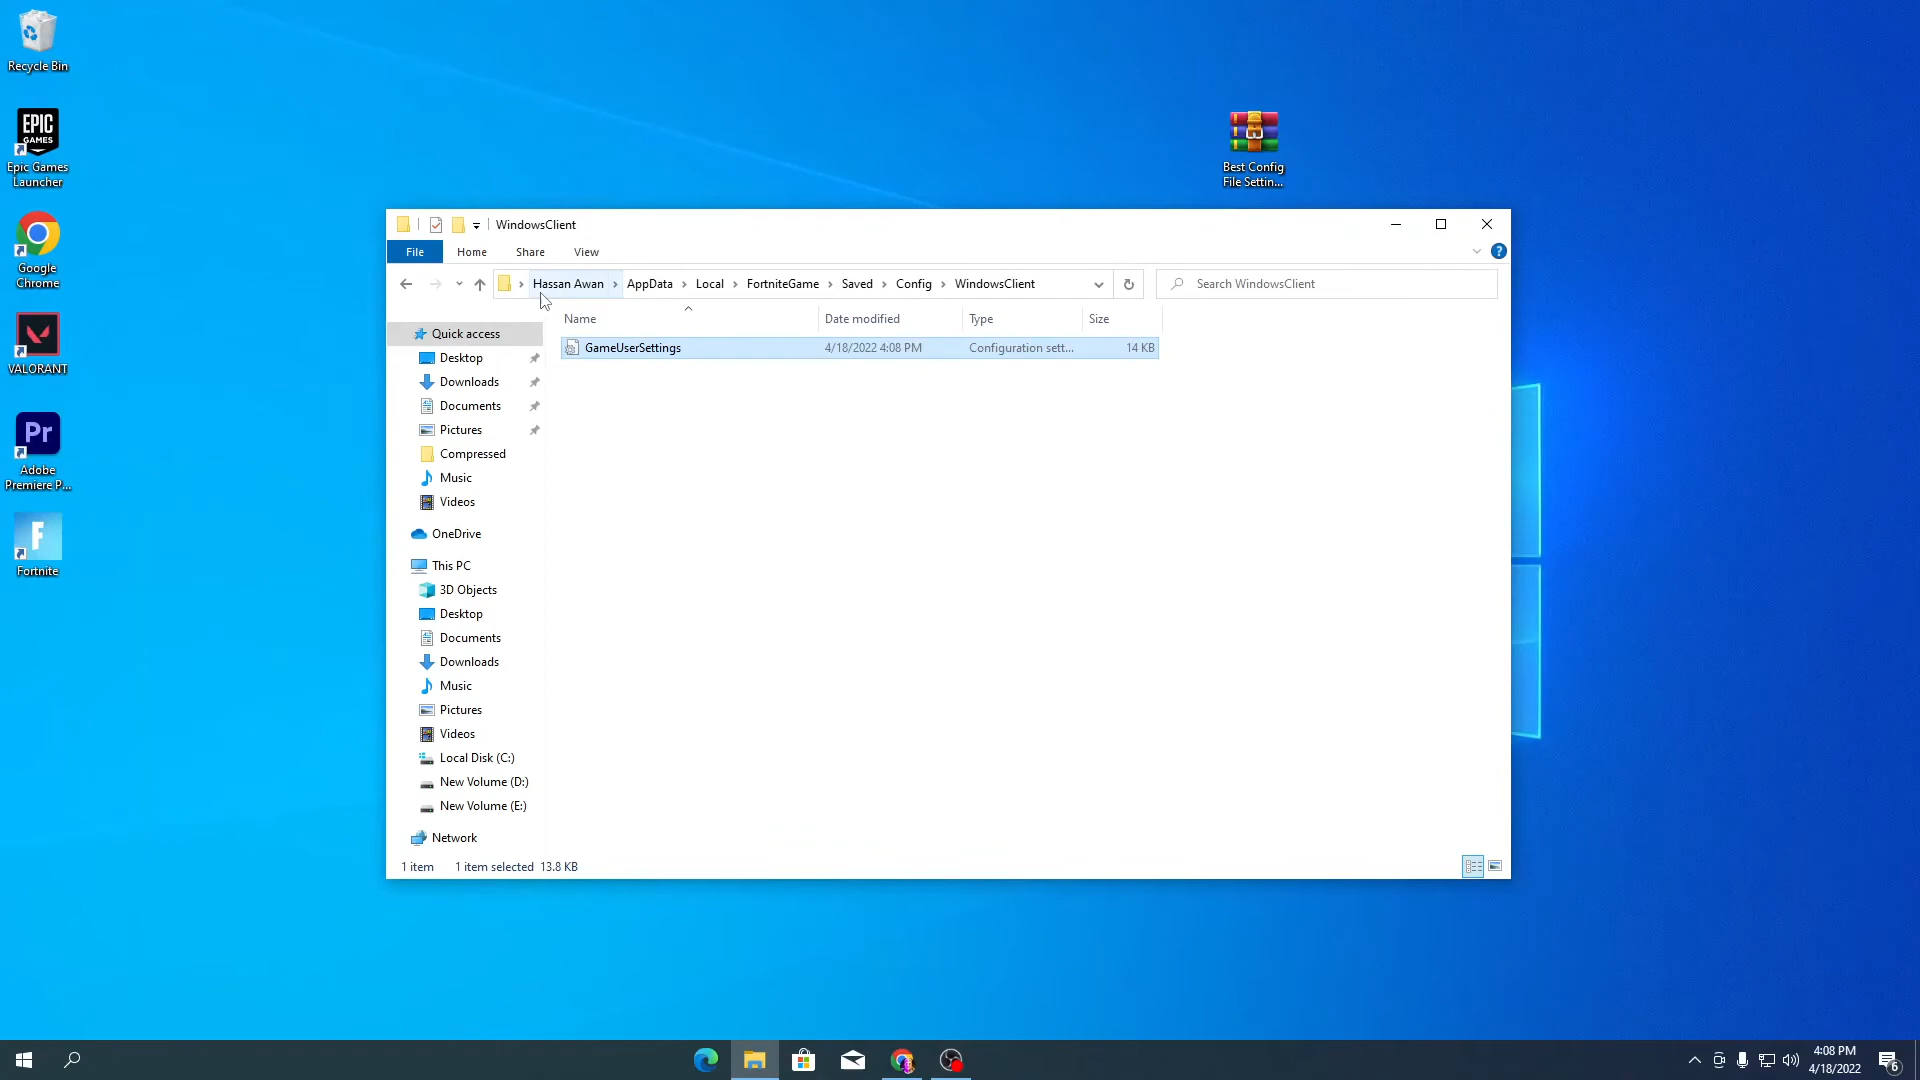 Recycle Bin
EPIC
GAMES
Epic Games
Launcher
Google
Chrome
VALORANT
Pr
Adobe
Premiere P...
F
Fortnite
Best Config
File Settin...
WindowsClient
File Home Share View
Hassan Awan AppData Local FortniteGame Saved Config WindowsClient
Search WindowsClient
Name Date modified Type Size
GameUserSettings 4/18/2022 4:08 PM Configuration sett... 14 KB
Quick access
Desktop
Downloads
Documents
Pictures
Compressed
Music
Videos
OneDrive
This PC
3D Objects
Desktop
Documents
Downloads
Music
Pictures
Videos
Local Disk (C:)
New Volume (D:)
New Volume (E:)
Network
1 item 1 item selected 13.8 KB
4:08 PM
4/18/2022
6